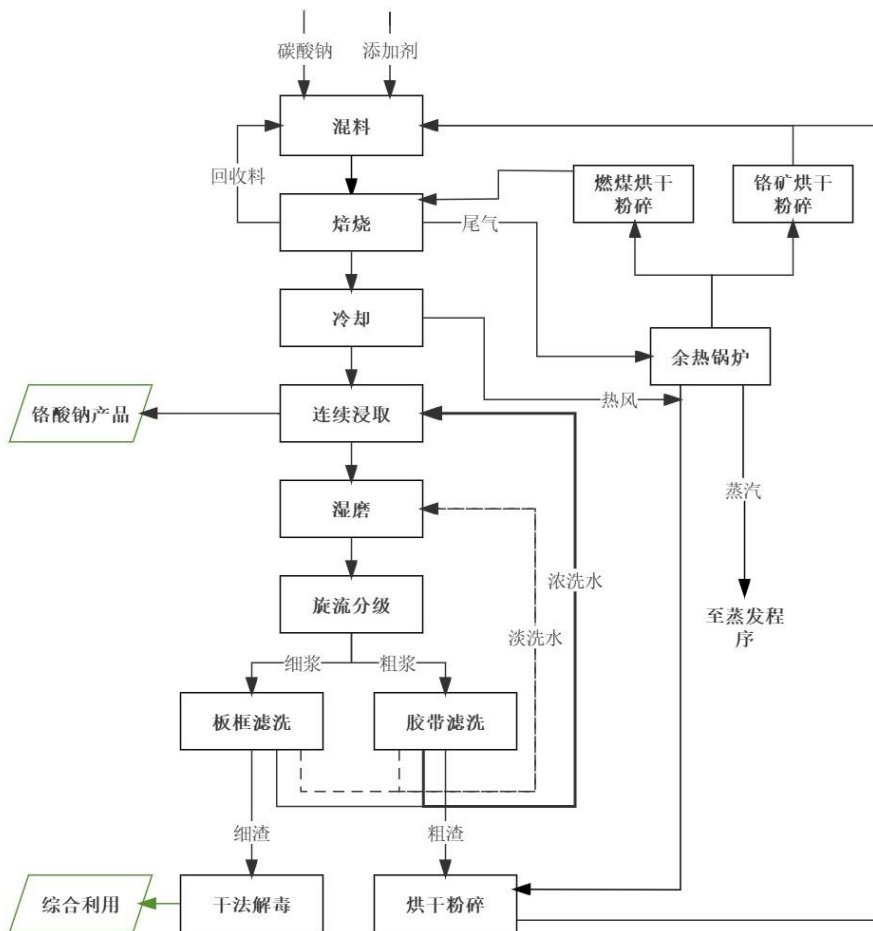 碳酸钠
添加剂
混料
回收料
燃煤烘干
粉碎
铬矿烘干
粉碎
焙烧
尾气
冷却
余热锅炉
热风
铬酸钠产品
连续浸取
蒸汽
湿磨
浓洗水
旋流分级
至蒸发程
序
淡洗水
细浆
粗浆
板框滤洗
胶带滤洗
细渣
粗渣
综合利用
干法解毒
烘干粉碎